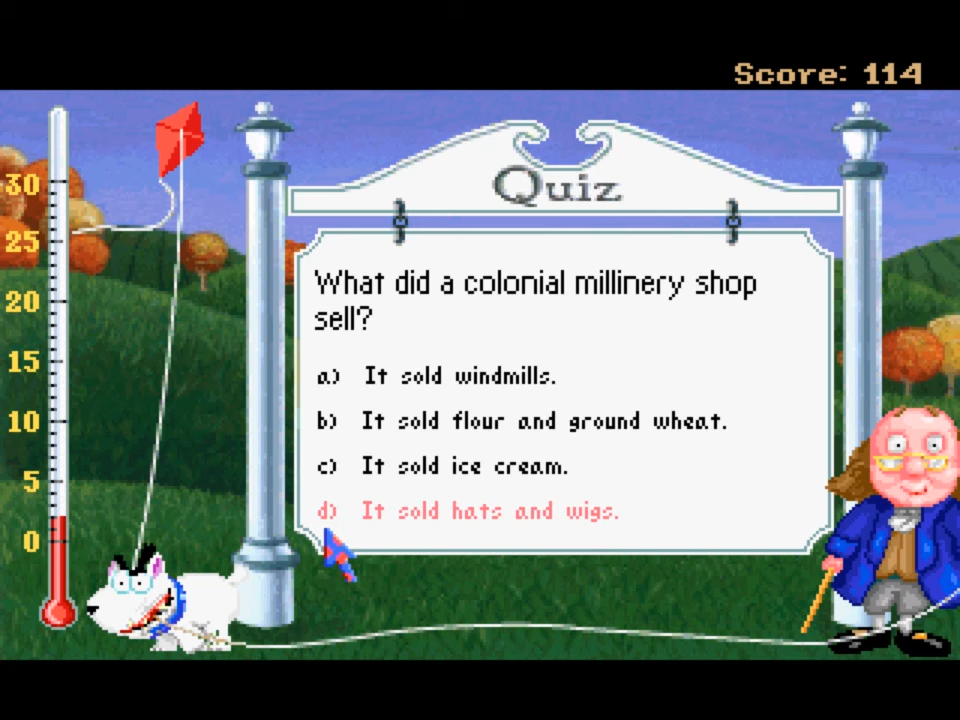 Score: 114
Quiz
What did a colonial millinery shop
sell?
a) It sold windmills.
b) It sold flour and ground wheat.
c) It sold ice cream.
d) It sold hats and wigs.
30
25
20
15
10
5
0